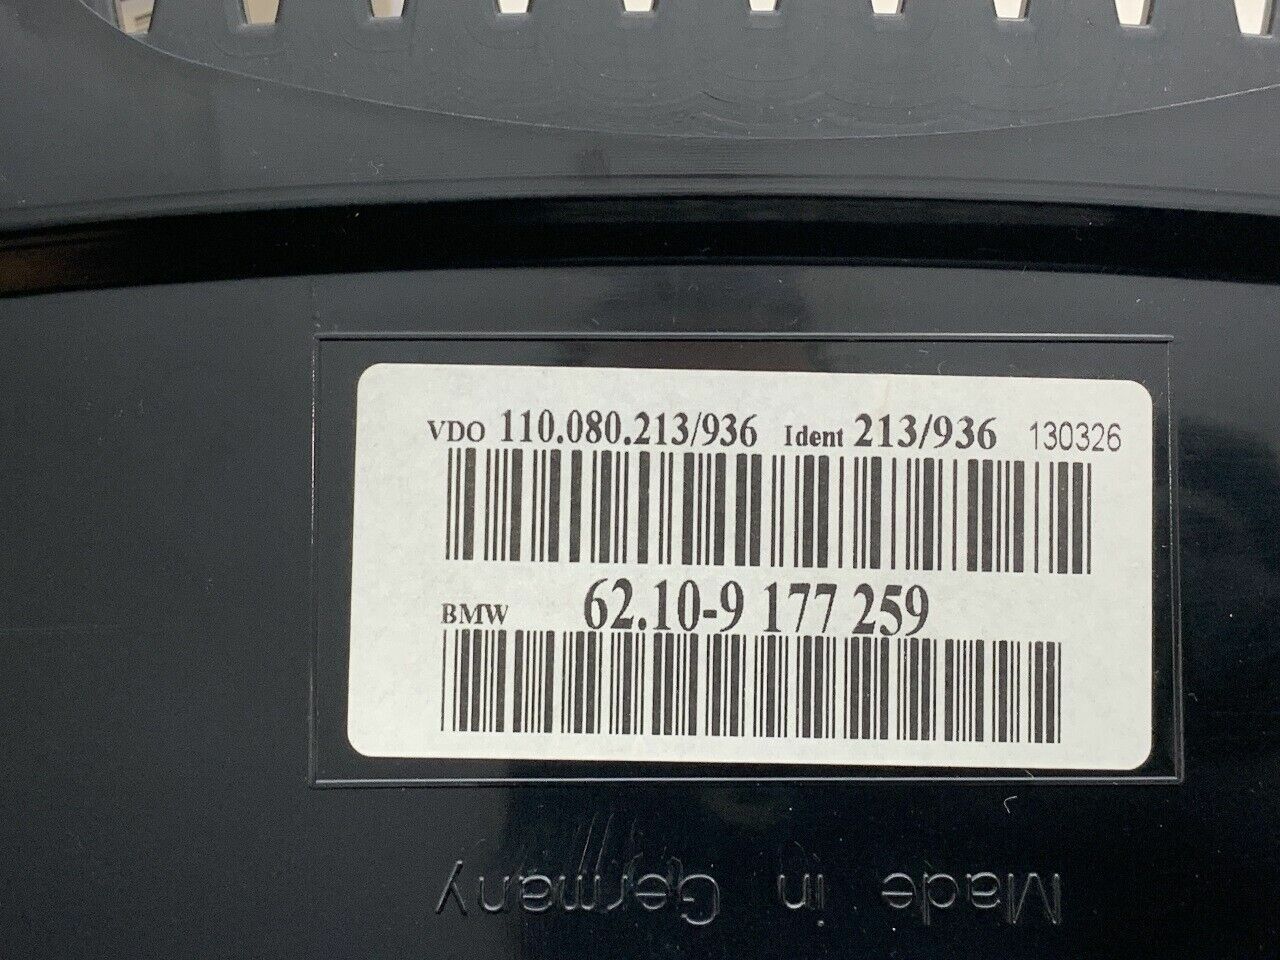 VDO 110.080.213/936 Ident 213/936 130326
BMW 62.10-9 177 259
Made in Germany